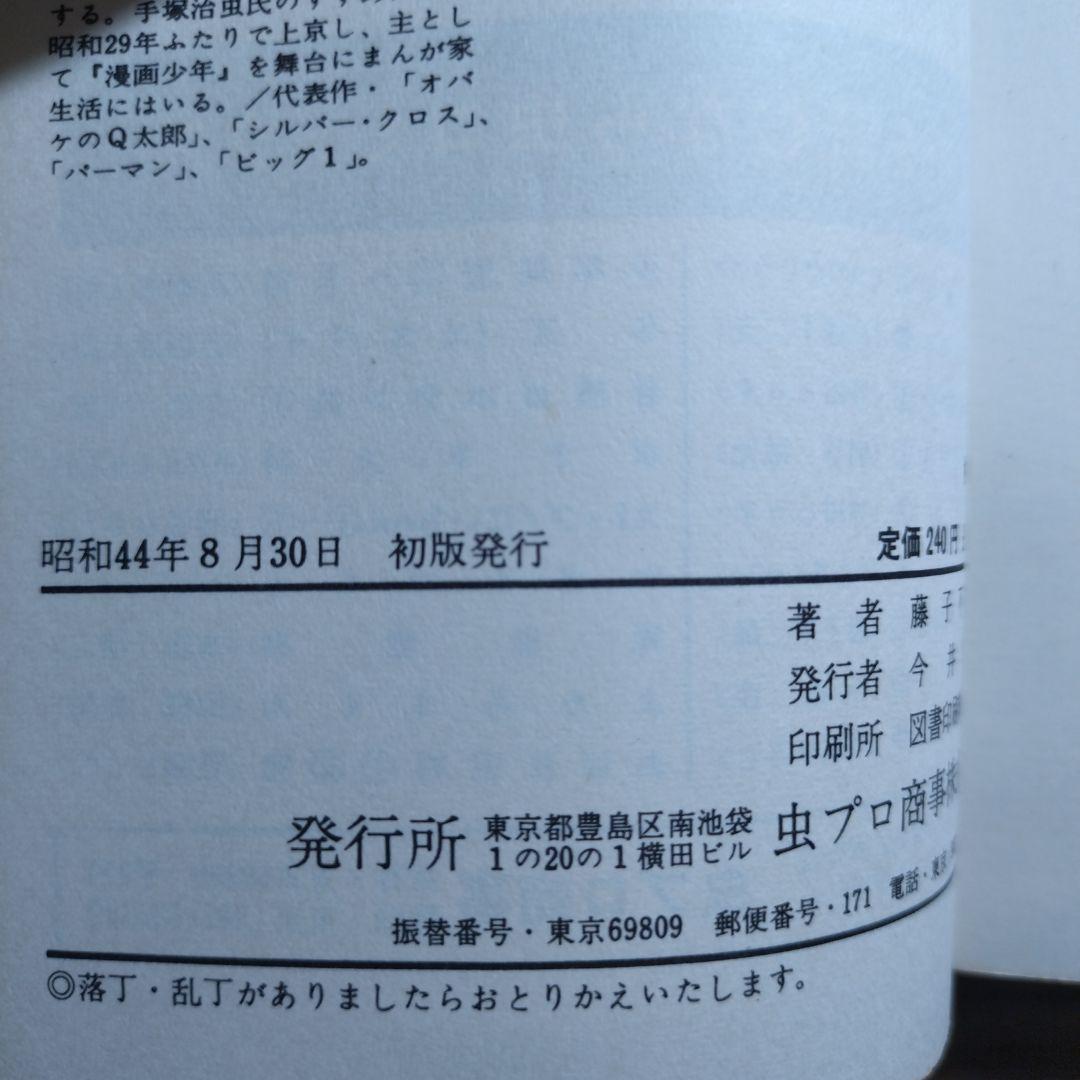 する。手塚治虫氏のすすめ
昭和29年ふたりで上京し、主とし
て『漫画少年』を舞台にまんが家
生活にはいる。／代表作・「オバ
ケのQ太郎」、「シルバー・クロス」、
「パーマン」、「ビッグ1」。
昭和44年8月30日 初版発行
定価240円
著者 藤子
発行者 今井
印刷所 図書印刷
発行所 東京都豊島区南池袋
1の20の1横田ビル
虫プロ商事株
振替番号・東京69809 郵便番号・171 電話・東京
◎落丁・乱丁がありましたらおとりかえいたします。